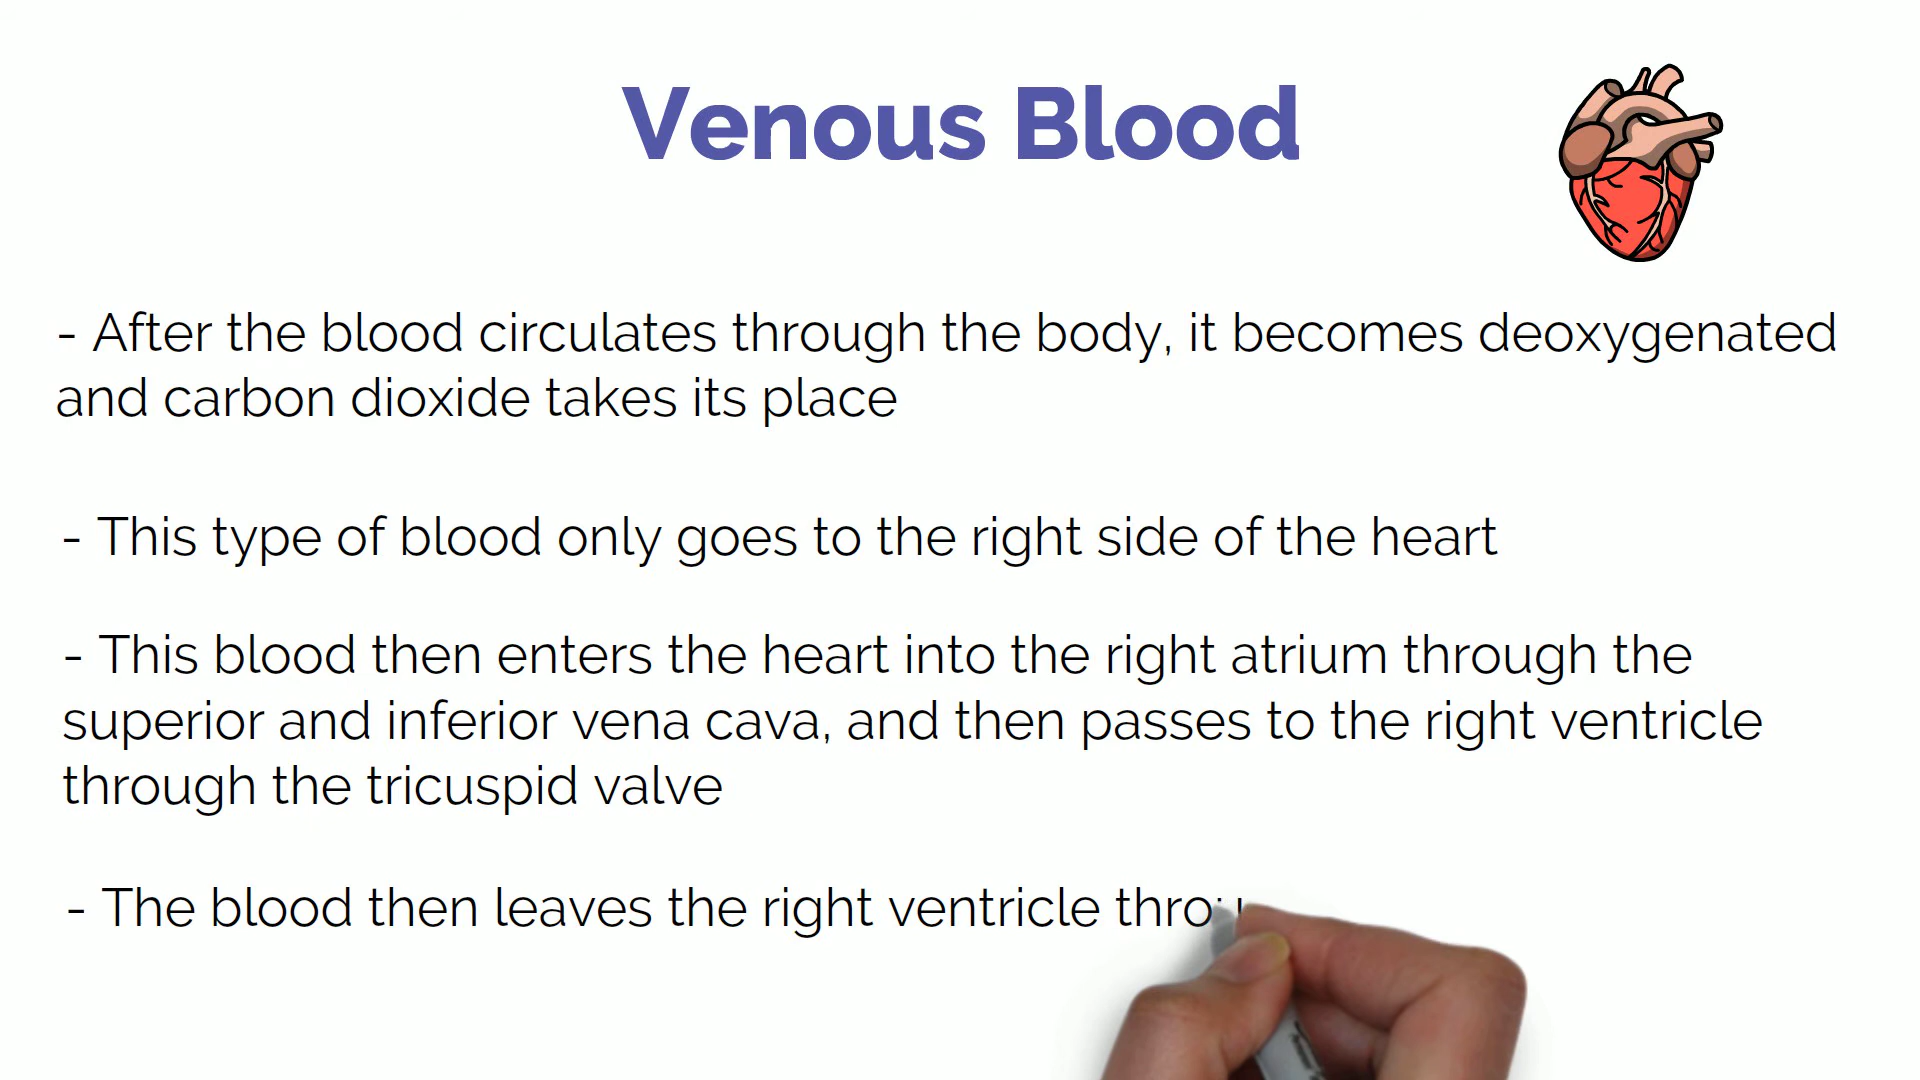 Venous Blood
- After the blood circulates through the body, it becomes deoxygenated
and carbon dioxide takes its place
- This type of blood only goes to the right side of the heart
- This blood then enters the heart into the right atrium through the
superior and inferior vena cava, and then passes to the right ventricle
through the tricuspid valve
- The blood then leaves the right ventricle